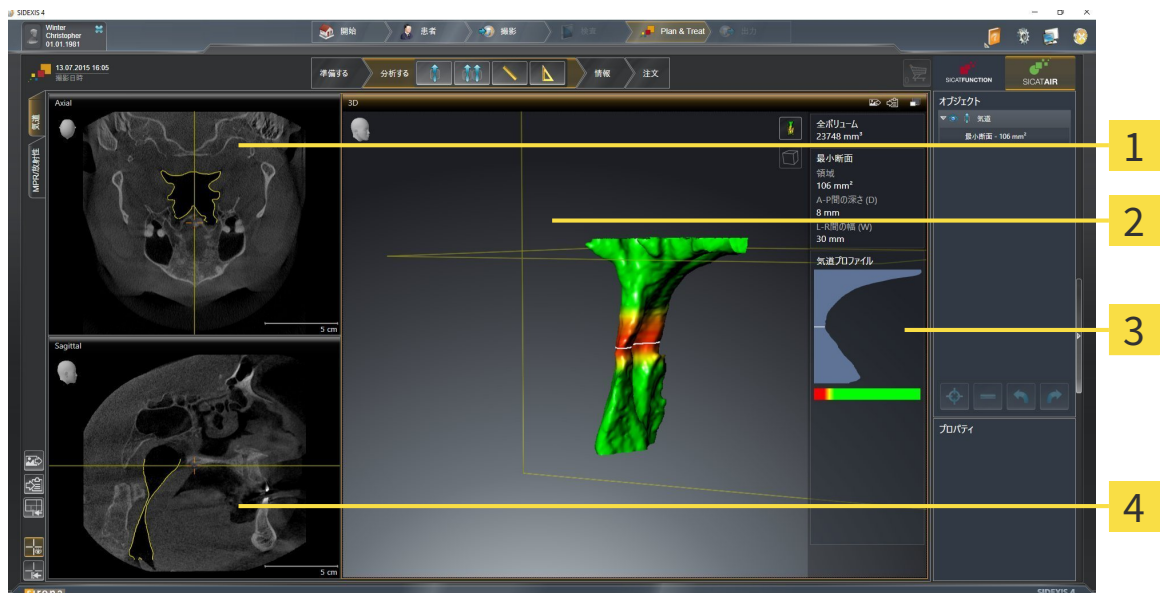 SIDEXIS 4
Winter
Christopher
01.01.1981
開始
患者
撮影
検査
Plan & Treat
出力
13.07.2015 16:05
撮影日時
準備する
分析する
情報
注文
SICATFUNCTION
SICATAIR
気道
MPR/放射性
Axial
5 cm
Sagittal
5 cm
3D
全ボリューム
23748 mm³
最小断面
領域
106 mm²
A-P間の深さ (D)
8 mm
L-R間の幅 (W)
30 mm
気道プロファイル
オブジェクト
気道
最小断面 - 106 mm²
プロパティ
1
2
3
4
sirona
SIDEXIS 4